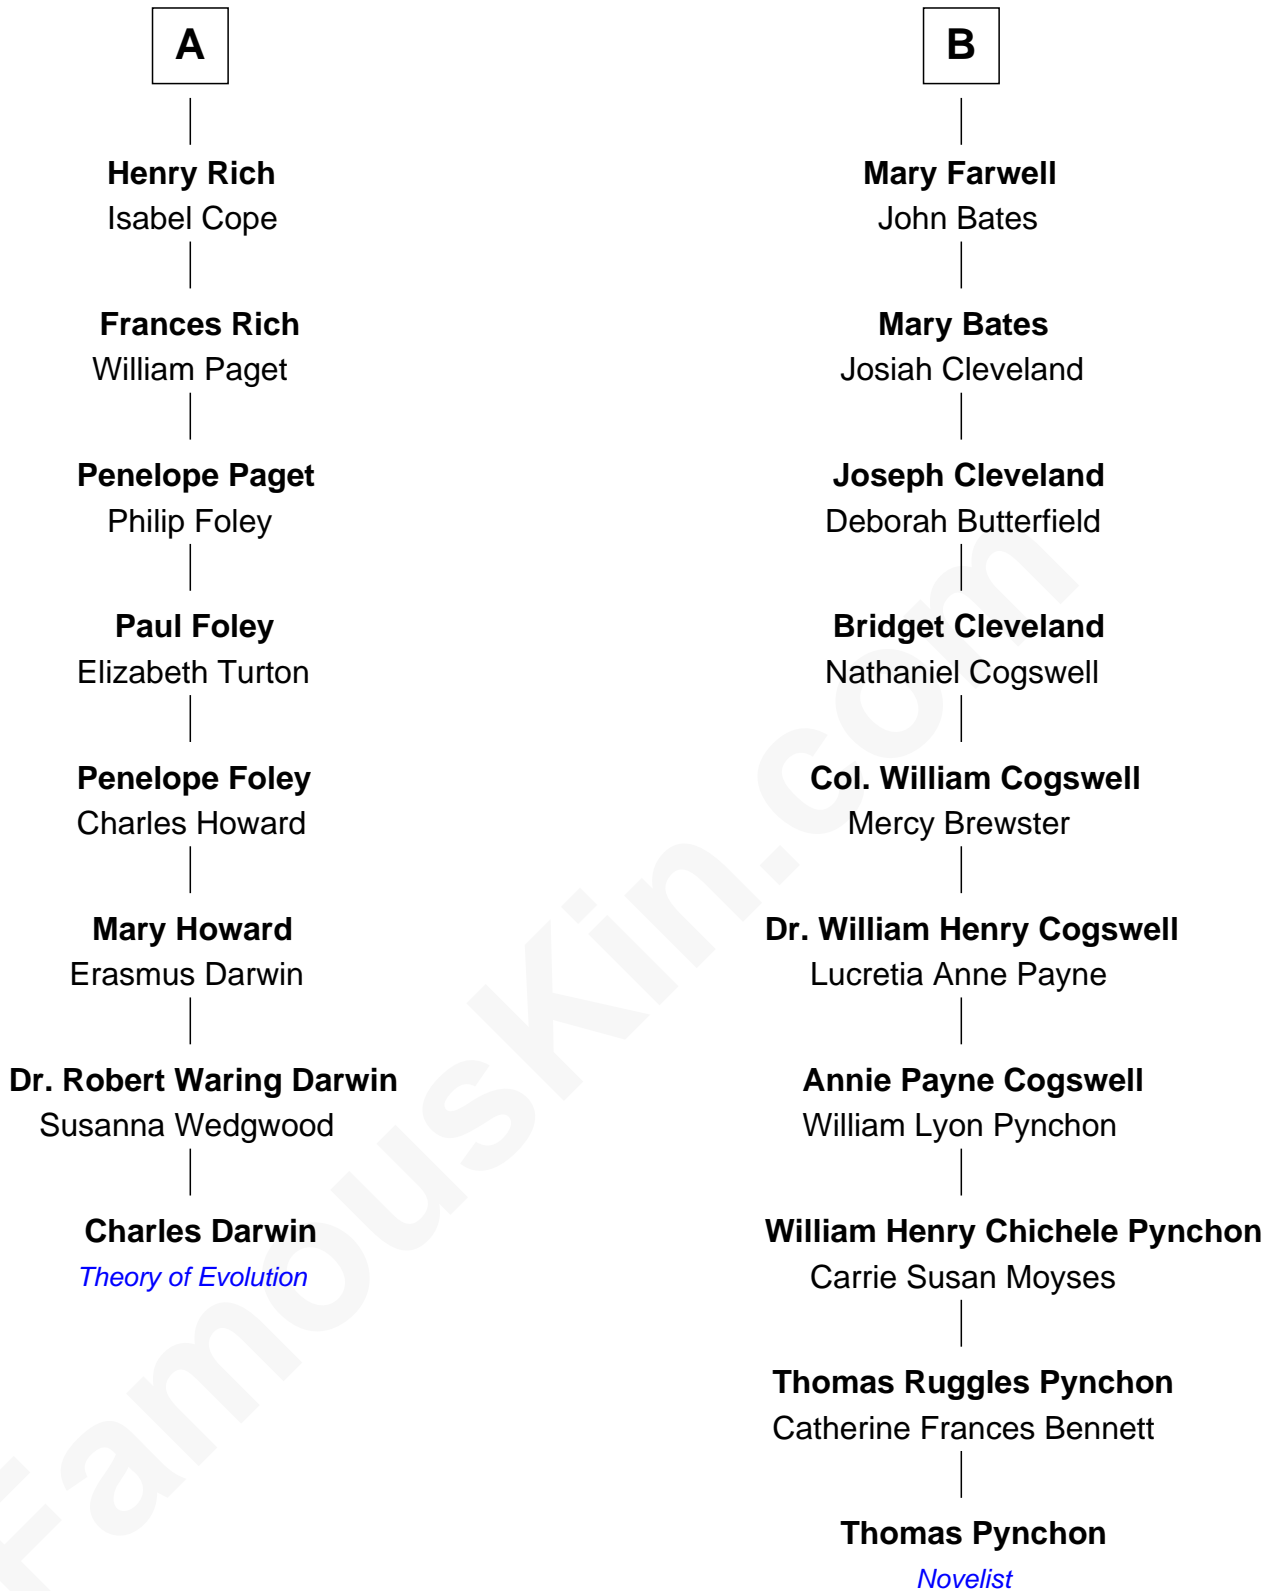 A
Henry Rich
Isabel Cope
Frances Rich
William Paget
Penelope Paget
Philip Foley
Paul Foley
Elizabeth Turton
Penelope Foley
Charles Howard
Mary Howard
Erasmus Darwin
Dr. Robert Waring Darwin
Susanna Wedgwood
Charles Darwin
Theory of Evolution
B
Mary Farwell
John Bates
Mary Bates
Josiah Cleveland
Joseph Cleveland
Deborah Butterfield
Bridget Cleveland
Nathaniel Cogswell
Col. William Cogswell
Mercy Brewster
Dr. William Henry Cogswell
Lucretia Anne Payne
Annie Payne Cogswell
William Lyon Pynchon
William Henry Chichele Pynchon
Carrie Susan Moyses
Thomas Ruggles Pynchon
Catherine Frances Bennett
Thomas Pynchon
Novelist
FamousKin.com